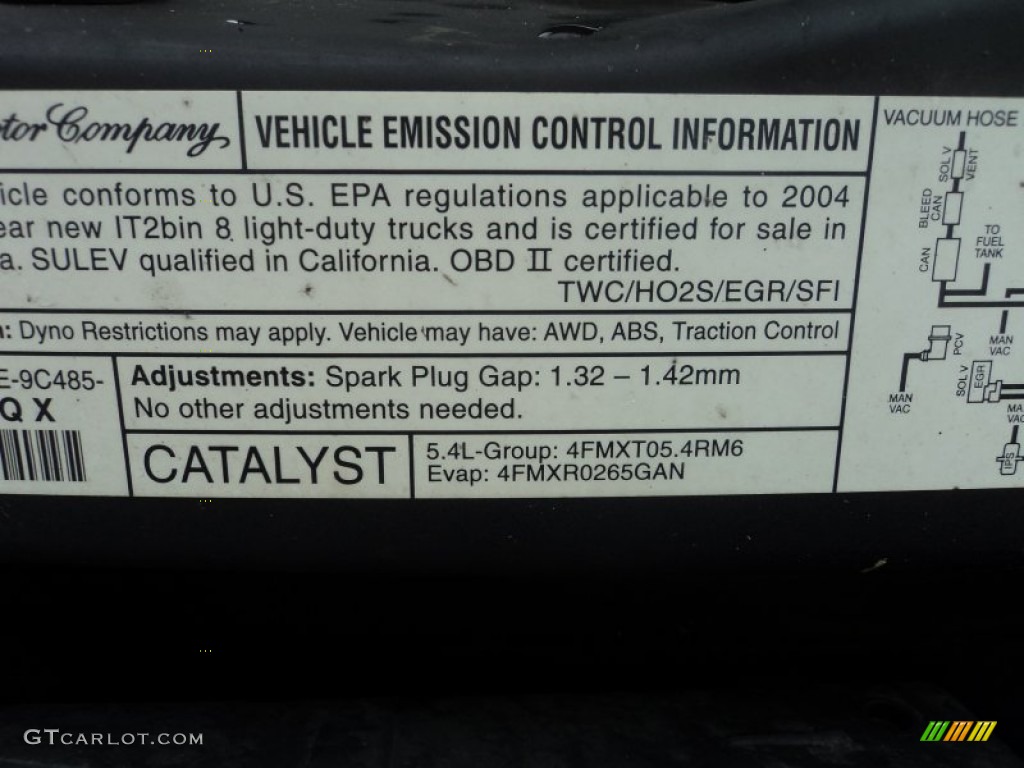 tor Company
VEHICLE EMISSION CONTROL INFORMATION
icle conforms to U.S. EPA regulations applicable to 2004
ear new IT2bin 8 light-duty trucks and is certified for sale in
a. SULEV qualified in California. OBD II certified.
TWC/HO2S/EGR/SFI
: Dyno Restrictions may apply. Vehicle may have: AWD, ABS, Traction Control
E-9C485-
Q X
Adjustments: Spark Plug Gap: 1.32 – 1.42mm
No other adjustments needed.
CATALYST
5.4L-Group: 4FMXT05.4RM6
Evap: 4FMXR0265GAN
VACUUM HOSE
SOL V
VENT
BLEED
CAN
CAN
TO
FUEL
TANK
PCV
MAN
VAC
SOL V
EGR
MAN
VAC
MA
VAC
IPS
GTCARLOT.COM